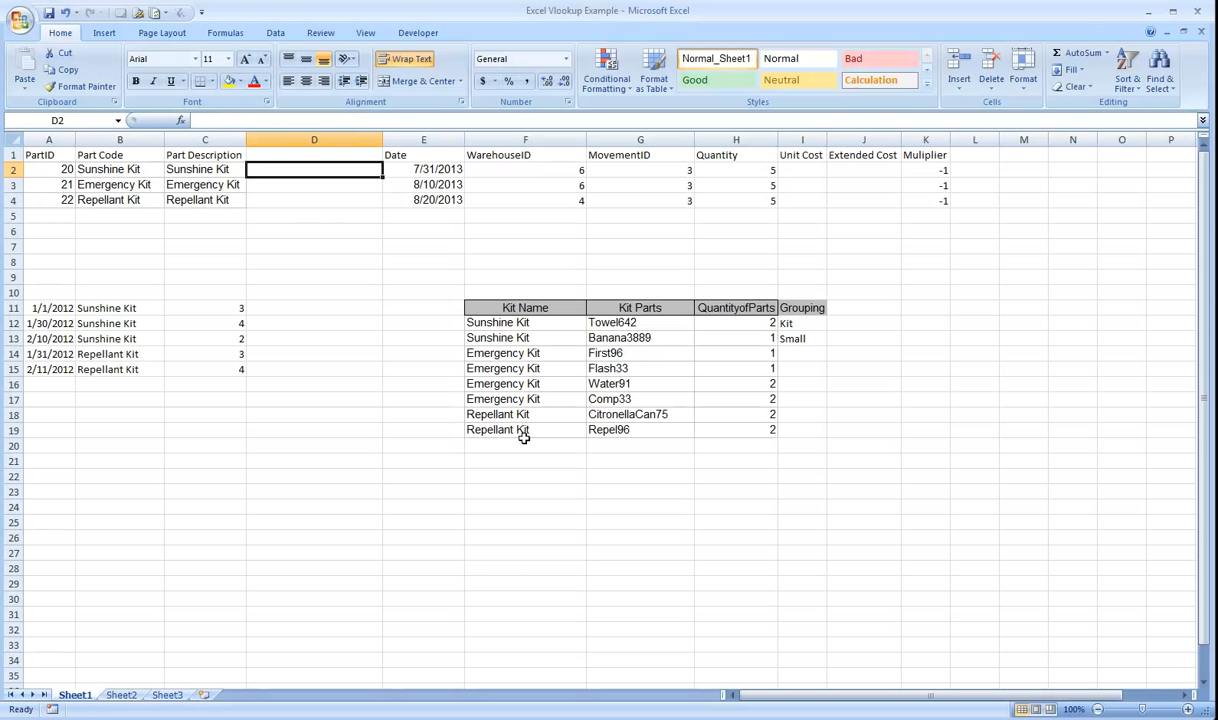 Excel Vlookup Example - Microsoft Excel
Home Insert Page Layout Formulas Data Review View Developer
Paste
Cut
Copy
Format Painter
Clipboard
Arial 11
B I U
Font
Wrap Text
Merge & Center
Alignment
General
$ % ,
Number
Conditional Formatting
Format as Table
Normal_Sheet1 Normal Bad
Good Neutral Calculation
Styles
Insert Delete Format
Cells
AutoSum
Fill
Clear
Sort & Filter
Find & Select
Editing
D2 fx
A B C D E F G H I J K L M N O P
1 PartID Part Code Part Description Date WarehouseID MovementID Quantity Unit Cost Extended Cost Muliplier
2 20 Sunshine Kit Sunshine Kit 7/31/2013 6 3 5 -1
3 21 Emergency Kit Emergency Kit 8/10/2013 6 3 5 -1
4 22 Repellant Kit Repellant Kit 8/20/2013 4 3 5 -1
5
6
7
8
9
10
11 1/1/2012 Sunshine Kit 3 Kit Name Kit Parts QuantityofParts Grouping
12 1/30/2012 Sunshine Kit 4 Sunshine Kit Towel642 2 Kit
13 2/10/2012 Sunshine Kit 2 Sunshine Kit Banana3889 1 Small
14 1/31/2012 Repellant Kit 3 Emergency Kit First96 1
15 2/11/2012 Repellant Kit 4 Emergency Kit Flash33 1
16 Emergency Kit Water91 2
17 Emergency Kit Comp33 2
18 Repellant Kit CitronellaCan75 2
19 Repellant Kit Repel96 2
20
21
22
23
24
25
26
27
28
29
30
31
32
33
34
35
Sheet1 Sheet2 Sheet3
Ready 100%